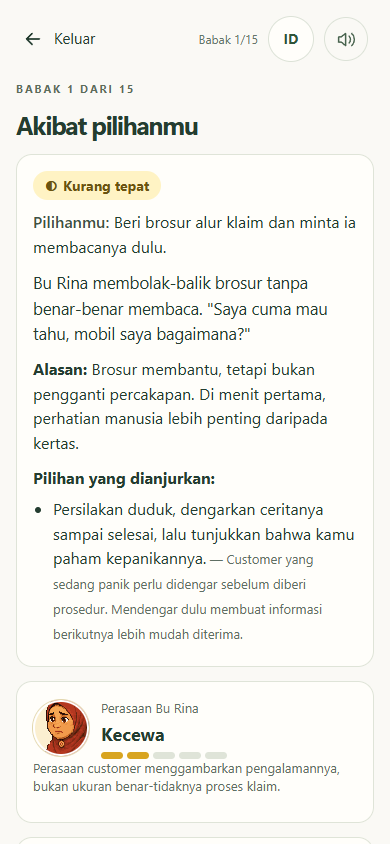 Keluar
Babak 1/15
ID
BABAK 1 DARI 15
Akibat pilihanmu
Kurang tepat
Pilihanmu: Beri brosur alur klaim dan minta ia
membacanya dulu.
Bu Rina membolak-balik brosur tanpa
benar-benar membaca. "Saya cuma mau
tahu, mobil saya bagaimana?"
Alasan: Brosur membantu, tetapi bukan
pengganti percakapan. Di menit pertama,
perhatian manusia lebih penting daripada
kertas.
Pilihan yang dianjurkan:
Persilakan duduk, dengarkan ceritanya
sampai selesai, lalu tunjukkan bahwa kamu
paham kepanikannya. — Customer yang
sedang panik perlu didengar sebelum diberi
prosedur. Mendengar dulu membuat informasi
berikutnya lebih mudah diterima.
Perasaan Bu Rina
Kecewa
Perasaan customer menggambarkan pengalamannya,
bukan ukuran benar-tidaknya proses klaim.